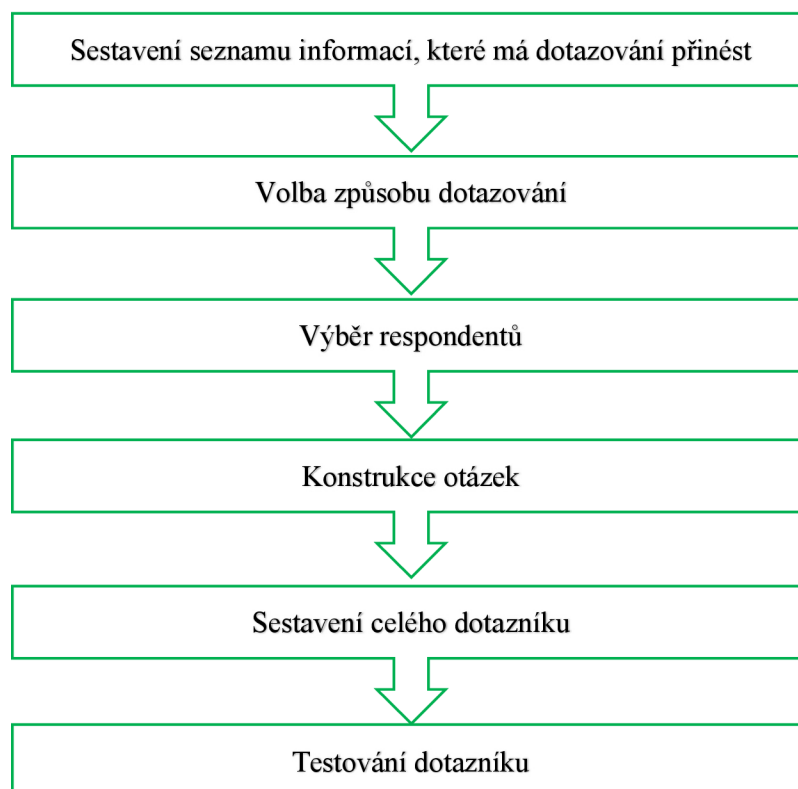 Sestavení seznamu informací, které má dotazování přinést
Volba způsobu dotazování
Výběr respondentů
Konstrukce otázek
Sestavení celého dotazníku
Testování dotazníku